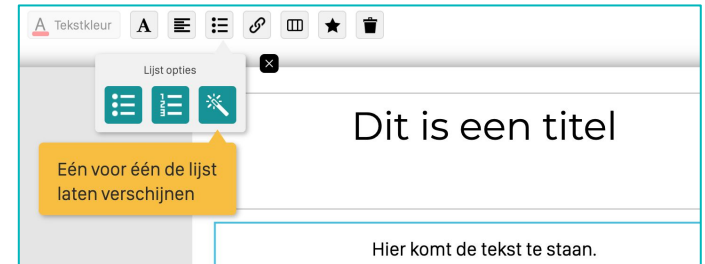 A Tekstkleur A
Lijst opties
Eén voor één de lijst
laten verschijnen
Dit is een titel
Hier komt de tekst te staan.